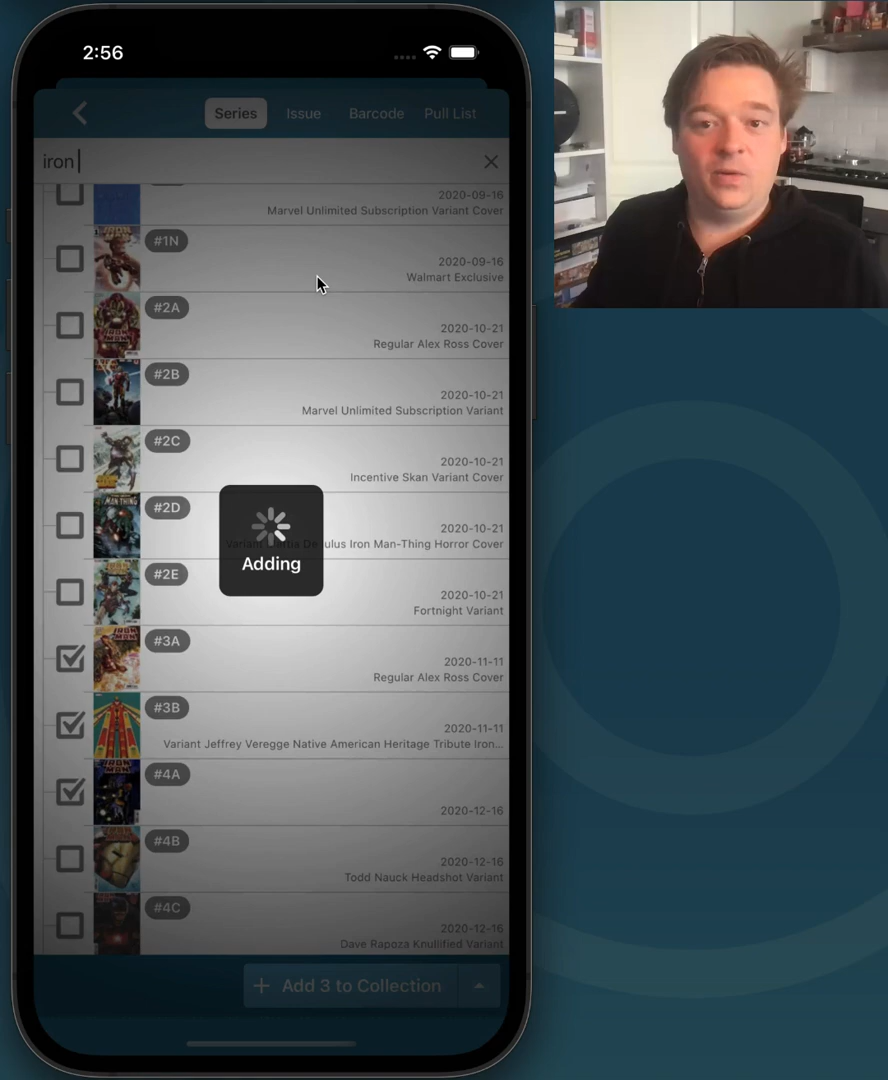 2:56
Series Issue Barcode Pull List
iron
2020-09-16
Marvel Unlimited Subscription Variant Cover
#1N
2020-09-16
Walmart Exclusive
#2A
2020-10-21
Regular Alex Ross Cover
#2B
2020-10-21
Marvel Unlimited Subscription Variant
#2C
2020-10-21
Incentive Skan Variant Cover
#2D
2020-10-21
Variant ulus Iron Man-Thing Horror Cover
Adding
#2E
2020-10-21
Fortnight Variant
#3A
2020-11-11
Regular Alex Ross Cover
#3B
2020-11-11
Variant Jeffrey Veregge Native American Heritage Tribute Iron...
#4A
2020-12-16
#4B
2020-12-16
Todd Nauck Headshot Variant
#4C
2020-12-16
Dave Rapoza Knullified Variant
+ Add 3 to Collection